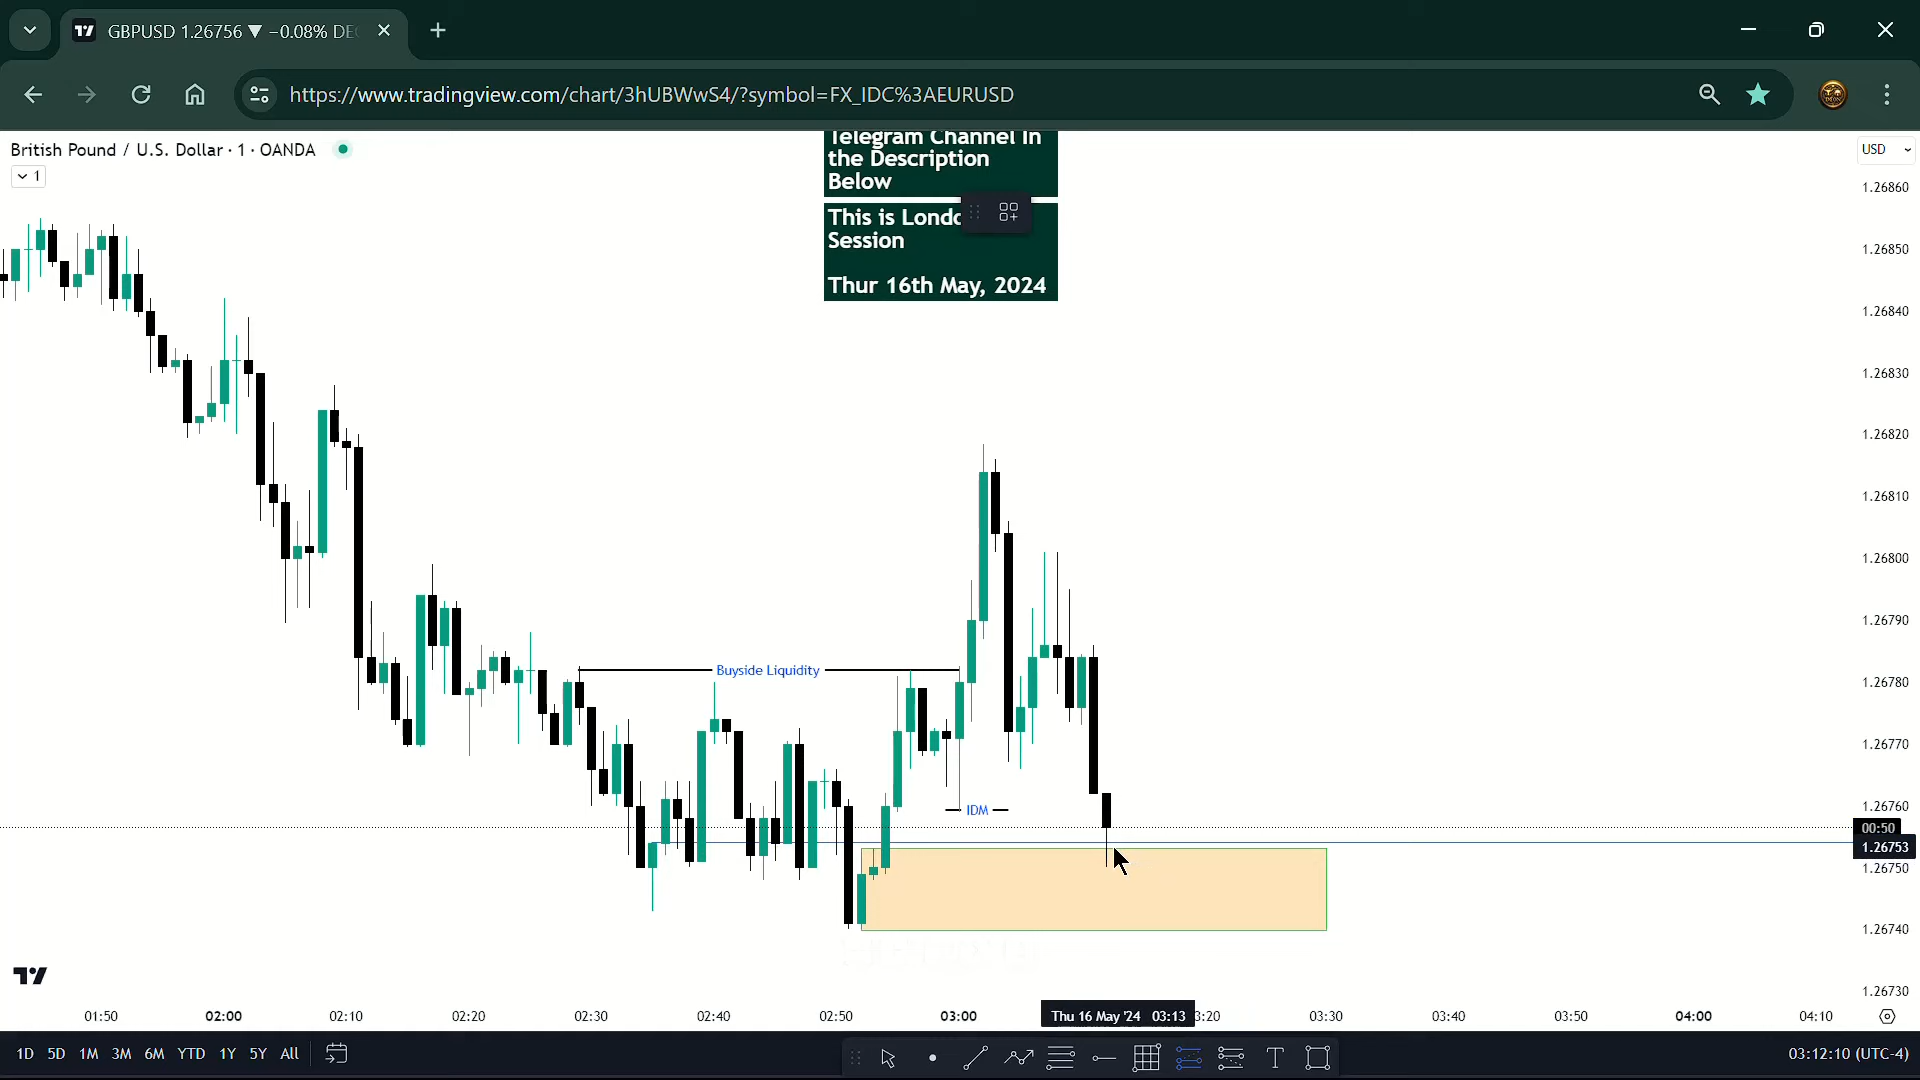 GBPUSD 1.26756 ▼ −0.08% DE
https://www.tradingview.com/chart/3hUBWwS4/?symbol=FX_IDC%3AEURUSD
British Pound / U.S. Dollar · 1 · OANDA
1
Telegram Channel In
the Description
Below
This is Londo
Session
Thur 16th May, 2024
USD
1.26860
1.26850
1.26840
1.26830
1.26820
1.26810
1.26800
1.26790
1.26780
1.26770
1.26760
00:50
1.26753
1.26750
1.26740
1.26730
Buyside Liquidity
IDM
01:50
02:00
02:10
02:20
02:30
02:40
02:50
03:00
Thu 16 May '24 03:13
3:20
03:30
03:40
03:50
04:00
04:10
1D 5D 1M 3M 6M YTD 1Y 5Y All
03:12:10 (UTC-4)